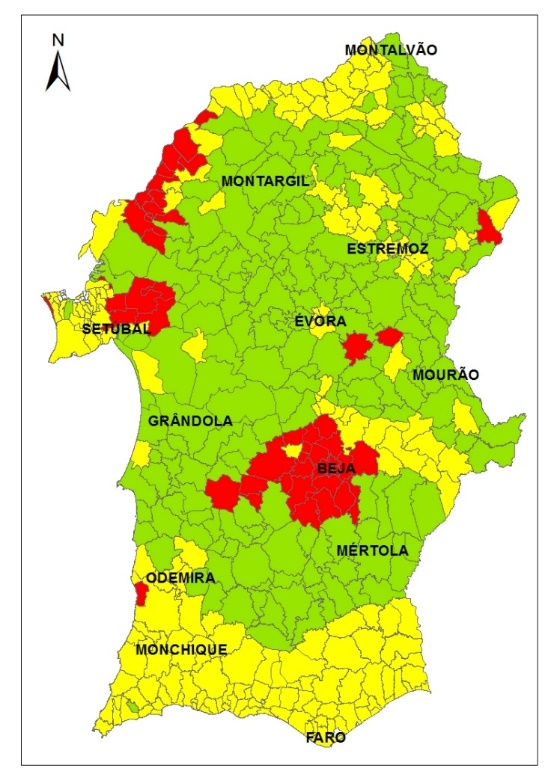 N
MONTALVÃO
MONTARGIL
ESTREMOZ
ÉVORA
SETUBAL
MOURÃO
GRÂNDOLA
BEJA
MÉRTOLA
ODEMIRA
MONCHIQUE
FARO